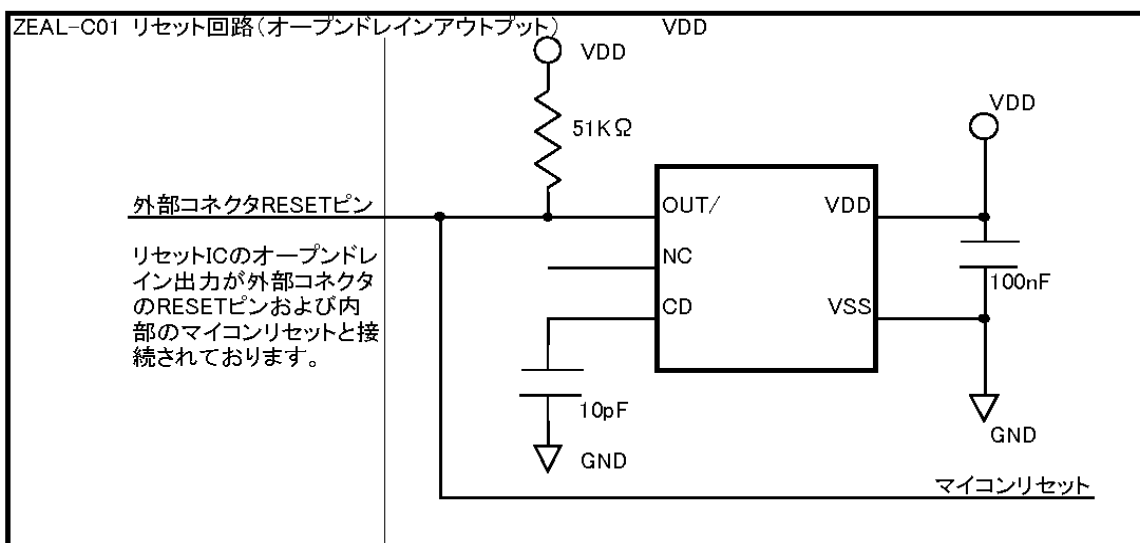 ZEAL-C01 リセット回路(オープンドレインアウトプット)
VDD
VDD
51KΩ
VDD
外部コネクタRESETピン
OUT/
VDD
リセットICのオープンドレ
イン出力が外部コネクタ
のRESETピンおよび内
部のマイコンリセットと接
続されております。
NC
100nF
CD
VSS
10pF
GND
GND
マイコンリセット